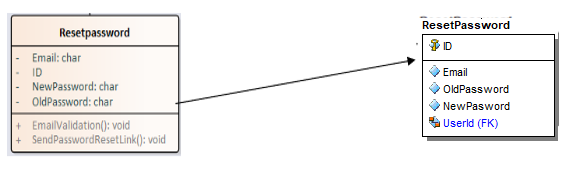 Resetpassword
- Email: char
- ID
- NewPassword: char
- OldPassword: char
+ EmailValidation(): void
+ SendPasswordResetLink(): void
ResetPassword
ID
Email
OldPassword
NewPasword
UserId (FK)